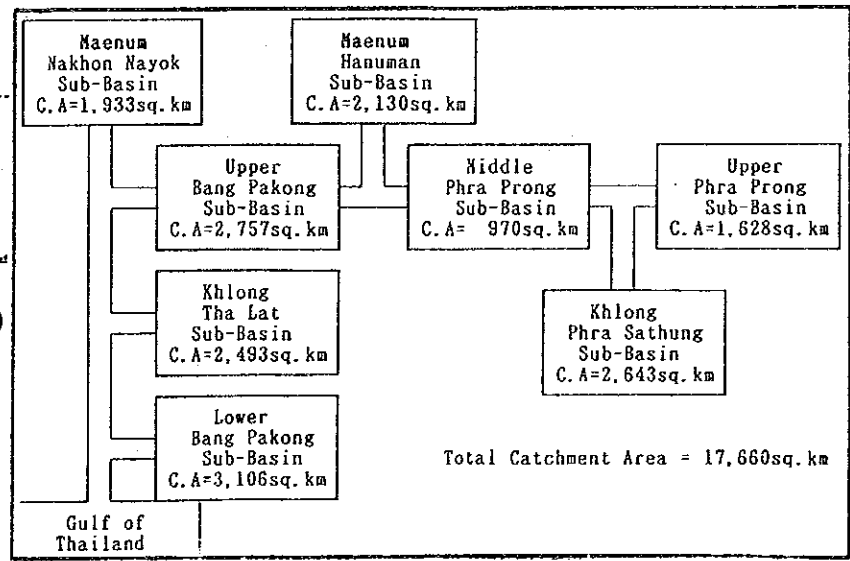 Maenum
Nakhon Nayok
Sub-Basin
C.A=1,933sq.km
Maenum
Hanuman
Sub-Basin
C.A=2,130sq.km
Upper
Bang Pakong
Sub-Basin
C.A=2,757sq.km
Middle
Phra Prong
Sub-Basin
C.A= 970sq.km
Upper
Phra Prong
Sub-Basin
C.A=1,628sq.km
Khlong
Tha Lat
Sub-Basin
C.A=2,493sq.km
Khlong
Phra Sathung
Sub-Basin
C.A=2,643sq.km
Lower
Bang Pakong
Sub-Basin
C.A=3,106sq.km
Total Catchment Area = 17,660sq.km
Gulf of
Thailand